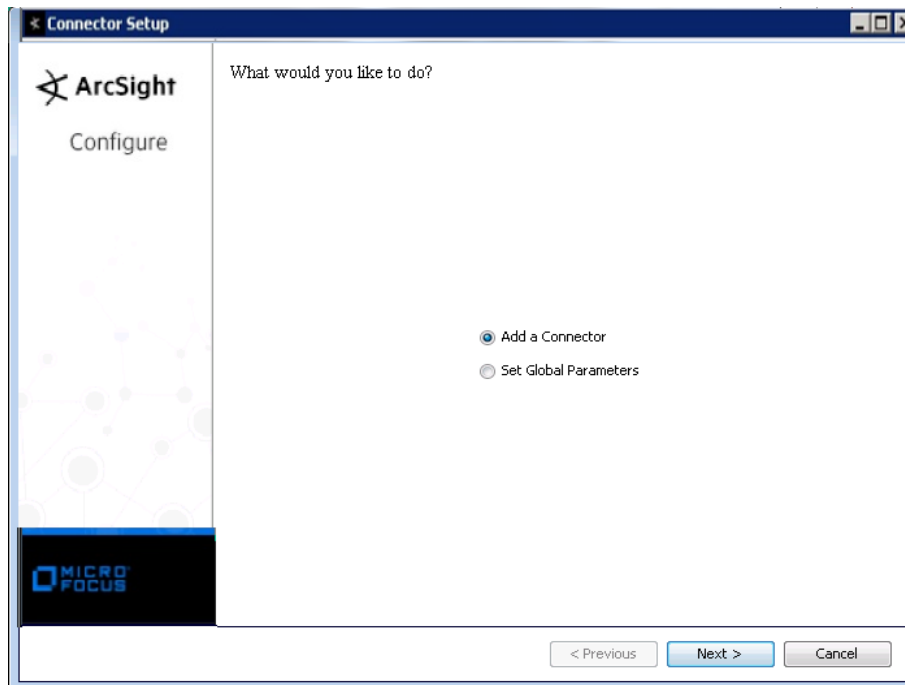 Connector Setup
ArcSight
Configure
What would you like to do?
Add a Connector
Set Global Parameters
MICRO
FOCUS
< Previous
Next >
Cancel